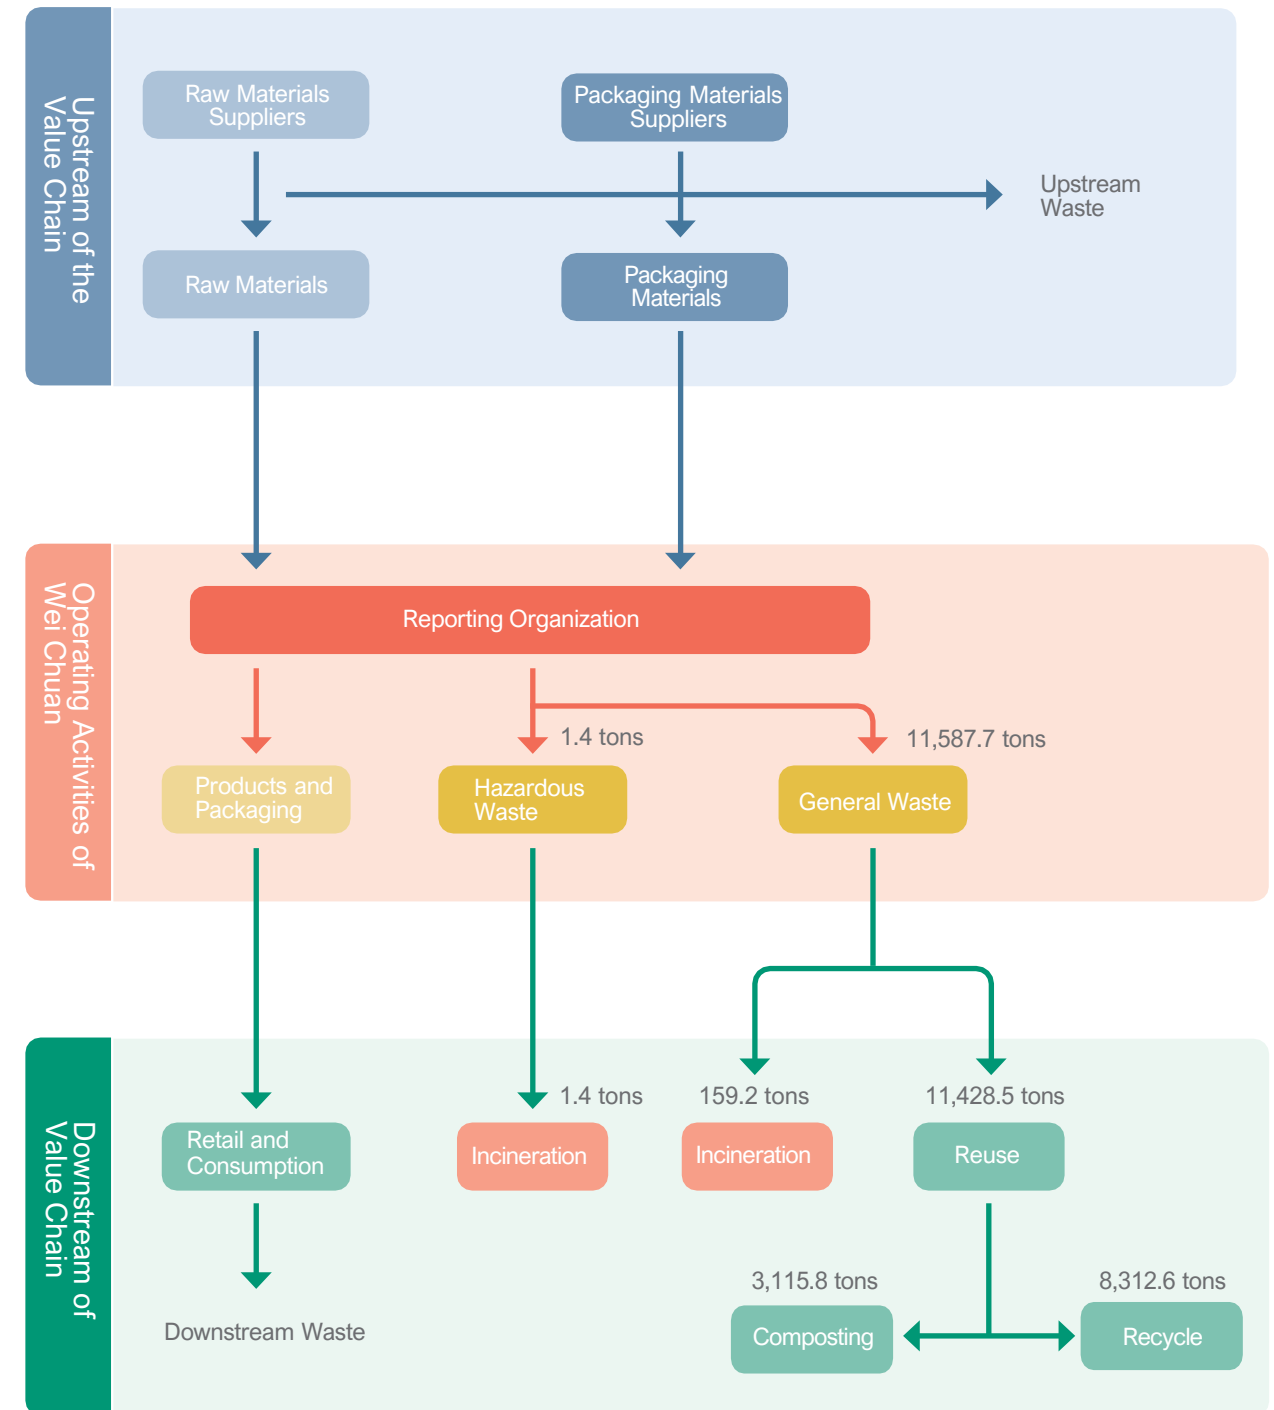 Upstream of the
Value Chain
Raw Materials
Suppliers
Packaging Materials
Suppliers
Upstream
Waste
Raw Materials
Packaging
Materials
Operating Activities of
Wei Chuan
Reporting Organization
1.4 tons
11,587.7 tons
Products and
Packaging
Hazardous
Waste
General Waste
Downstream of
Value Chain
1.4 tons
159.2 tons
11,428.5 tons
Retail and
Consumption
Incineration
Incineration
Reuse
3,115.8 tons
8,312.6 tons
Downstream Waste
Composting
Recycle